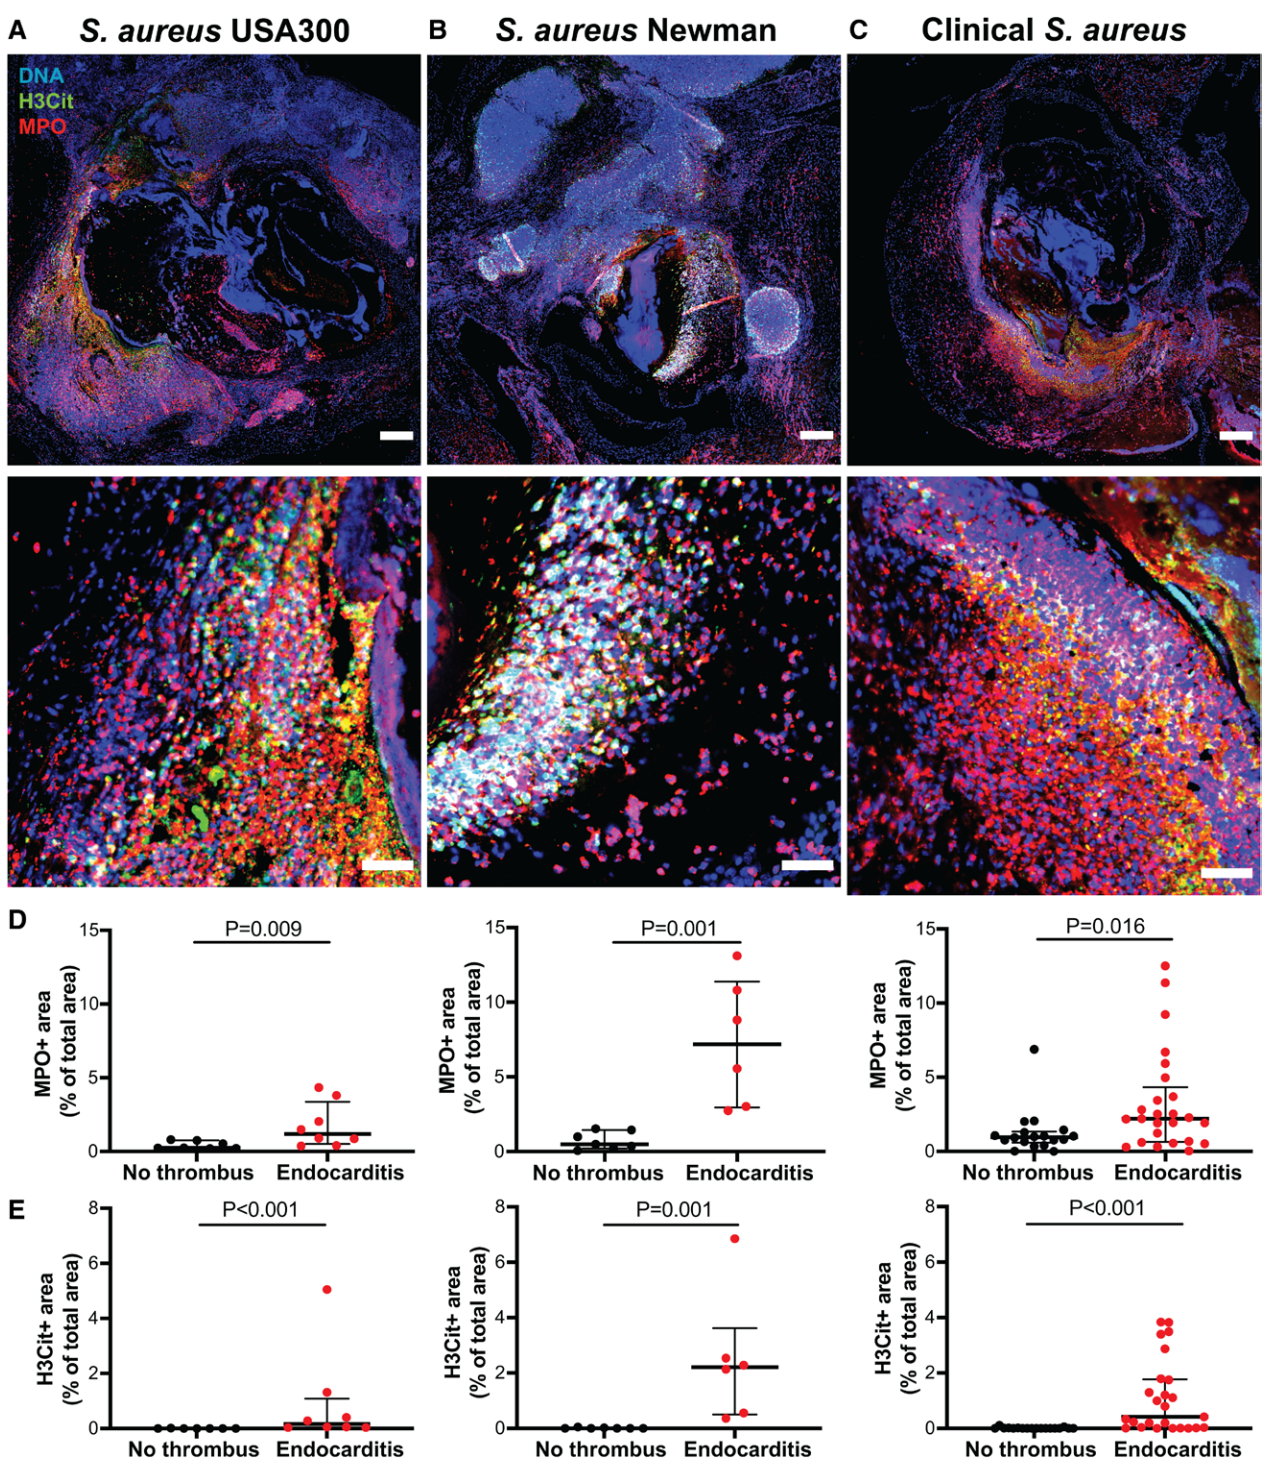 A S. aureus USA300 B S. aureus Newman C Clinical S. aureus
DNA
H3Cit
MPO
D
MPO+ area
(% of total area)
15
10
5
0
P=0.009
No thrombus Endocarditis
MPO+ area
(% of total area)
15
10
5
0
P=0.001
No thrombus Endocarditis
MPO+ area
(% of total area)
15
10
5
0
P=0.016
No thrombus Endocarditis
E
H3Cit+ area
(% of total area)
8
6
4
2
0
P<0.001
No thrombus Endocarditis
H3Cit+ area
(% of total area)
8
6
4
2
0
P=0.001
No thrombus Endocarditis
H3Cit+ area
(% of total area)
8
6
4
2
0
P<0.001
No thrombus Endocarditis